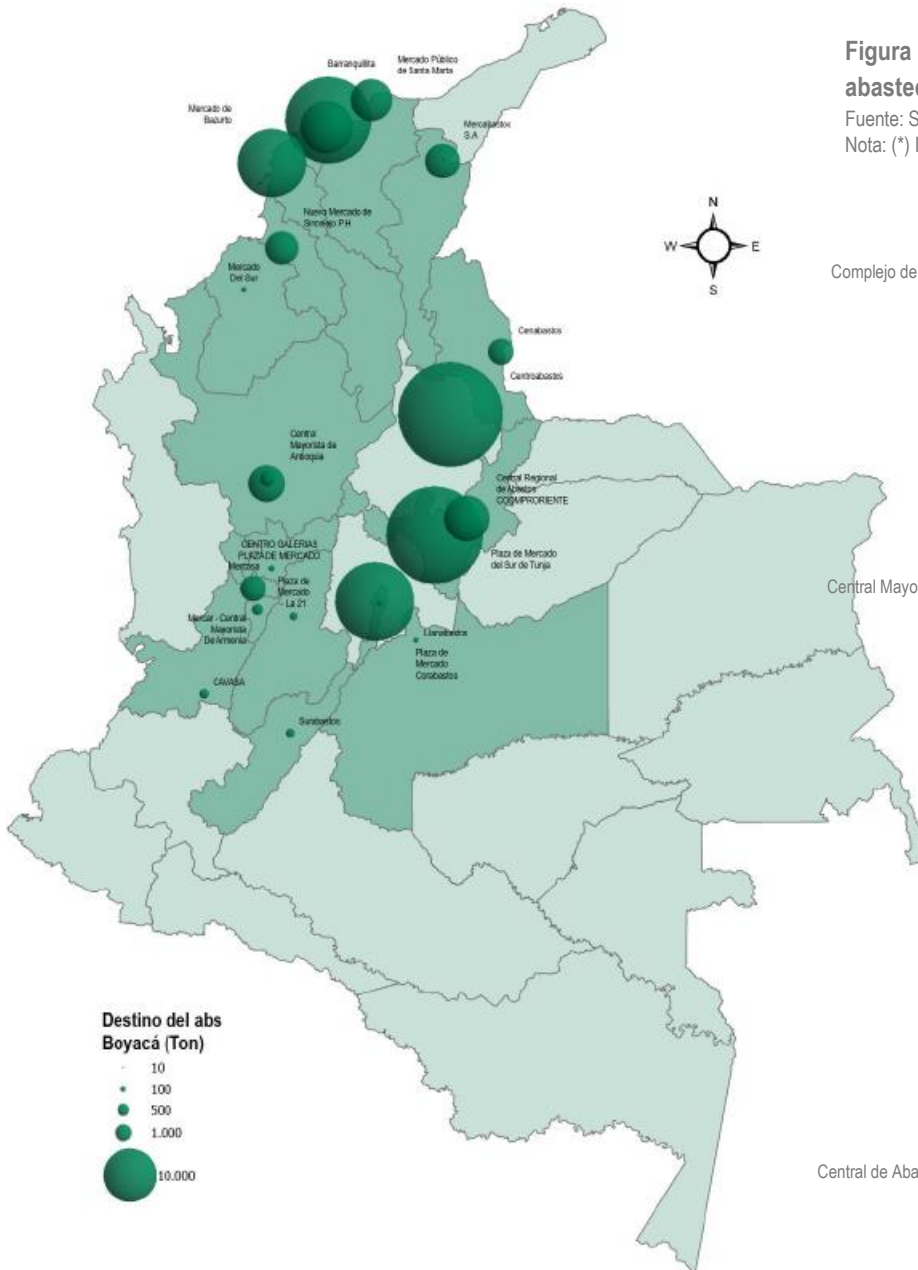 Figura
abastec
Fuente: S
Nota: (*)
Barranquillita
Mercado Público
de Santa Marta
Mercado de
Bazurto
Mercabastos
S.A
N
W
E
S
Nuevo Mercado de
Sincelejo P.H
Mercado
Del Sur
Complejo de
Cenabastos
Centroabastos
Central
Mayorista de
Antioquia
Central Regional
de Abastos
COOMPRORIENTE
CENTRO GALERIAS
PLAZA DE MERCADO
Mercasa
Plaza de
Mercado
- La 21
Plaza de Mercado
del Sur de Tunja
Central Mayo
Mercar - Central
Mayorista
De Armenia
Llanabastos
Plaza de
Mercado
Corabastos
CAVASA
Surabastos
Destino del abs
Boyacá (Ton)
10
100
500
1.000
10.000
Central de Aba